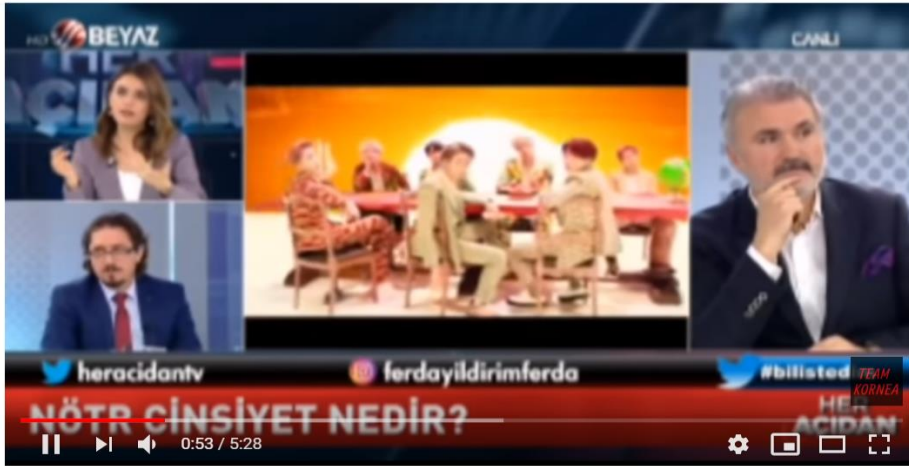 HD BEYAZ
CANLI
HER
AÇIDAN
heracidantv
ferdayildirimferda
#bilisted
TEAM
KORNEA
NÖTR CİNSİYET NEDİR?
HER
AÇIDAN
0:53 / 5:28